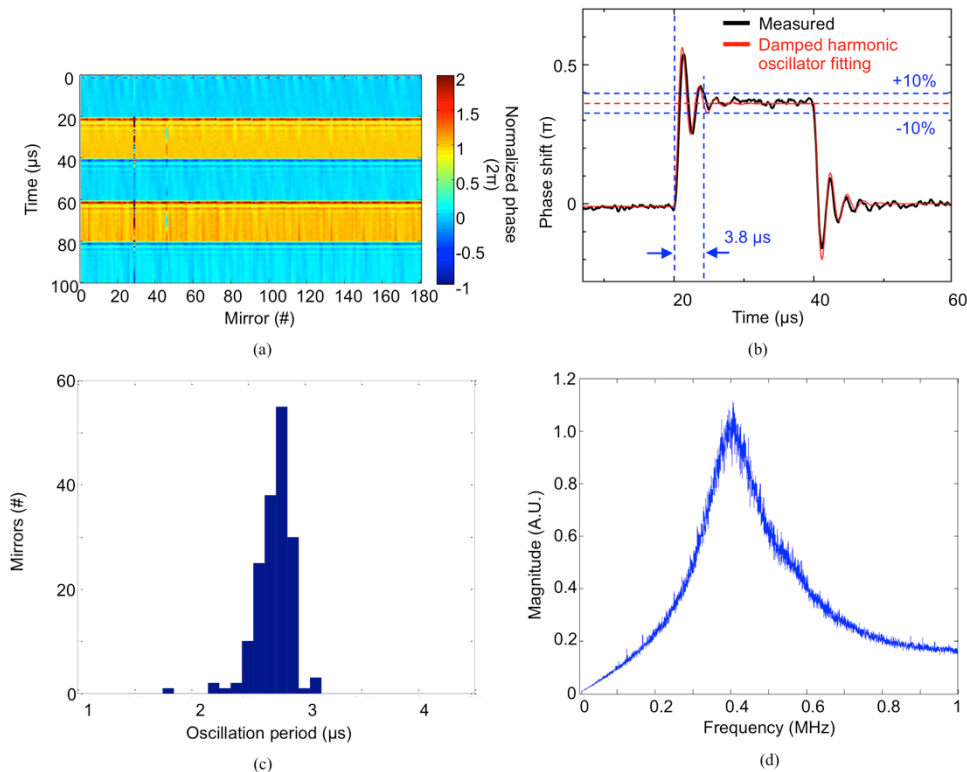 0
20
40
60
80
100
Time (µs)
0 20 40 60 80 100 120 140 160 180
Mirror (#)
2
1.5
1
0.5
0
-0.5
-1
Normalized phase
(2π)
(a)
Measured
Damped harmonic
oscillator fitting
+10%
-10%
3.8 µs
0.5
0
Phase shift (π)
20 40 60
Time (µs)
(b)
60
40
20
0
Mirrors (#)
1 2 3 4
Oscillation period (µs)
(c)
1.2
1.0
0.8
0.6
0.4
0.2
0
Magnitude (A.U.)
0 0.2 0.4 0.6 0.8 1
Frequency (MHz)
(d)